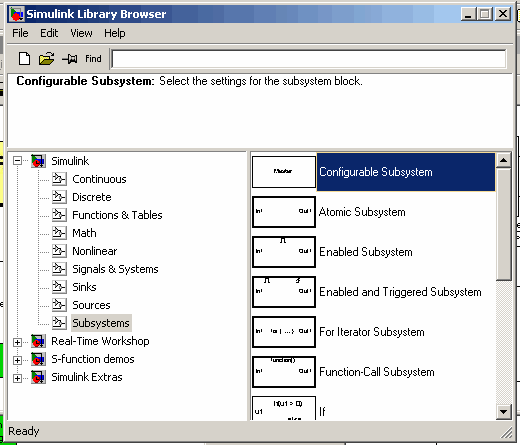 Simulink Library Browser
File Edit View Help
Find
Configurable Subsystem: Select the settings for the subsystem block.
Simulink
Continuous
Discrete
Functions & Tables
Math
Nonlinear
Signals & Systems
Sinks
Sources
Subsystems
Real-Time Workshop
S-function demos
Simulink Extras
Master
Configurable Subsystem
In1 Out1
Atomic Subsystem
In1 Out1
Enabled Subsystem
In1 Out1
Enabled and Triggered Subsystem
In1 for { ... } Out1
For Iterator Subsystem
function()
In1 Out1
Function-Call Subsystem
if(u1 > 0)
u1
else
If
Ready